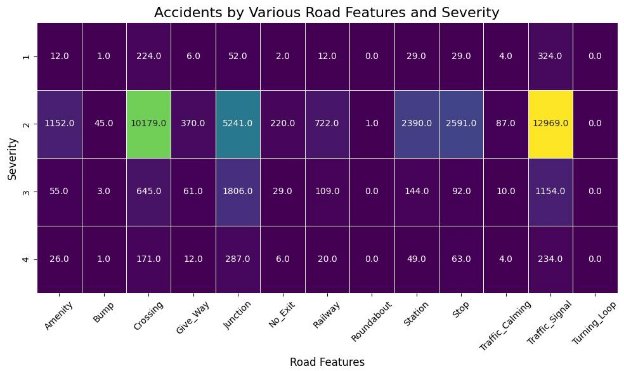 Accidents by Various Road Features and Severity
Severity
1 12.0 1.0 224.0 6.0 52.0 2.0 12.0 0.0 29.0 29.0 4.0 324.0 0.0
2 1152.0 45.0 10179.0 370.0 5241.0 220.0 722.0 1.0 2390.0 2591.0 87.0 12969.0 0.0
3 55.0 3.0 645.0 61.0 1806.0 29.0 109.0 0.0 144.0 92.0 10.0 1154.0 0.0
4 26.0 1.0 171.0 12.0 287.0 6.0 20.0 0.0 49.0 63.0 4.0 234.0 0.0
Amenity Bump Crossing Give_Way Junction No_Exit Railway Roundabout Station Stop Traffic_Calming Traffic_Signal Turning_Loop
Road Features